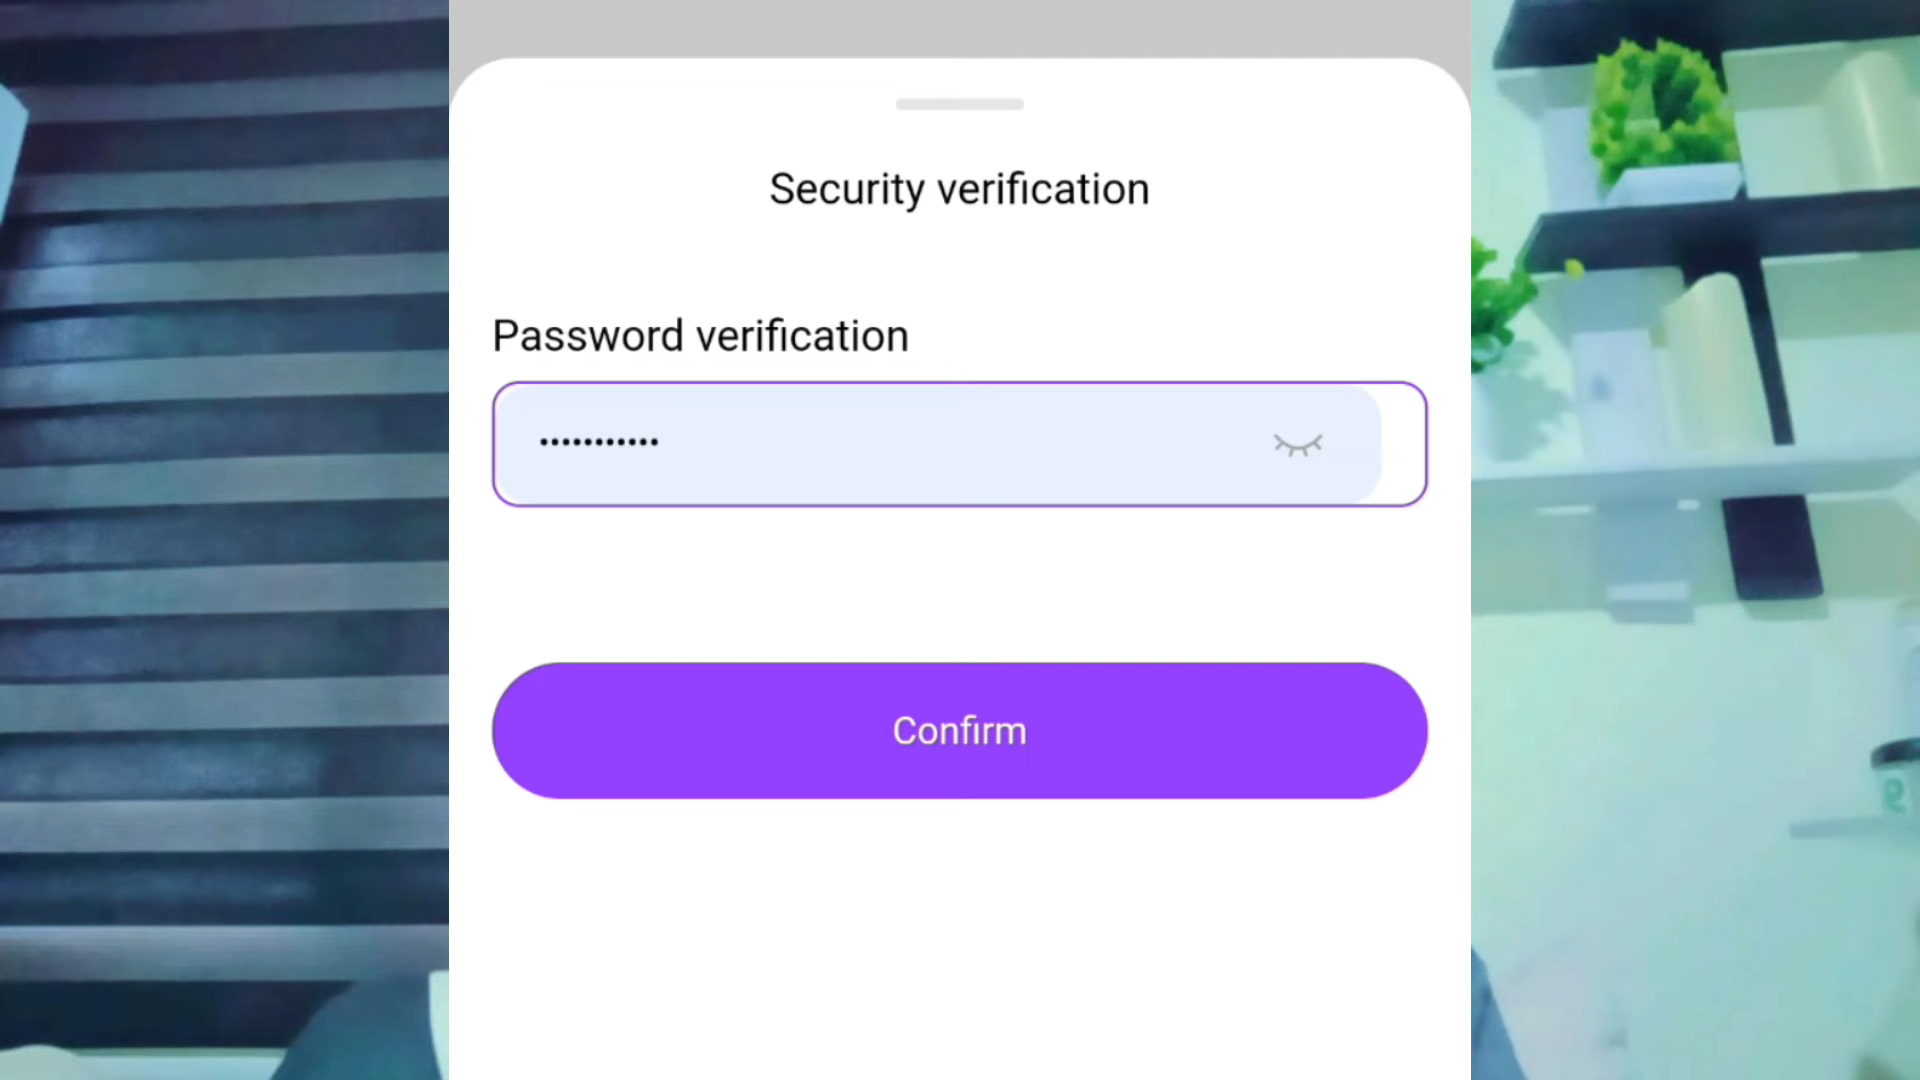 Security verification
Password verification
•••••••••••
Confirm